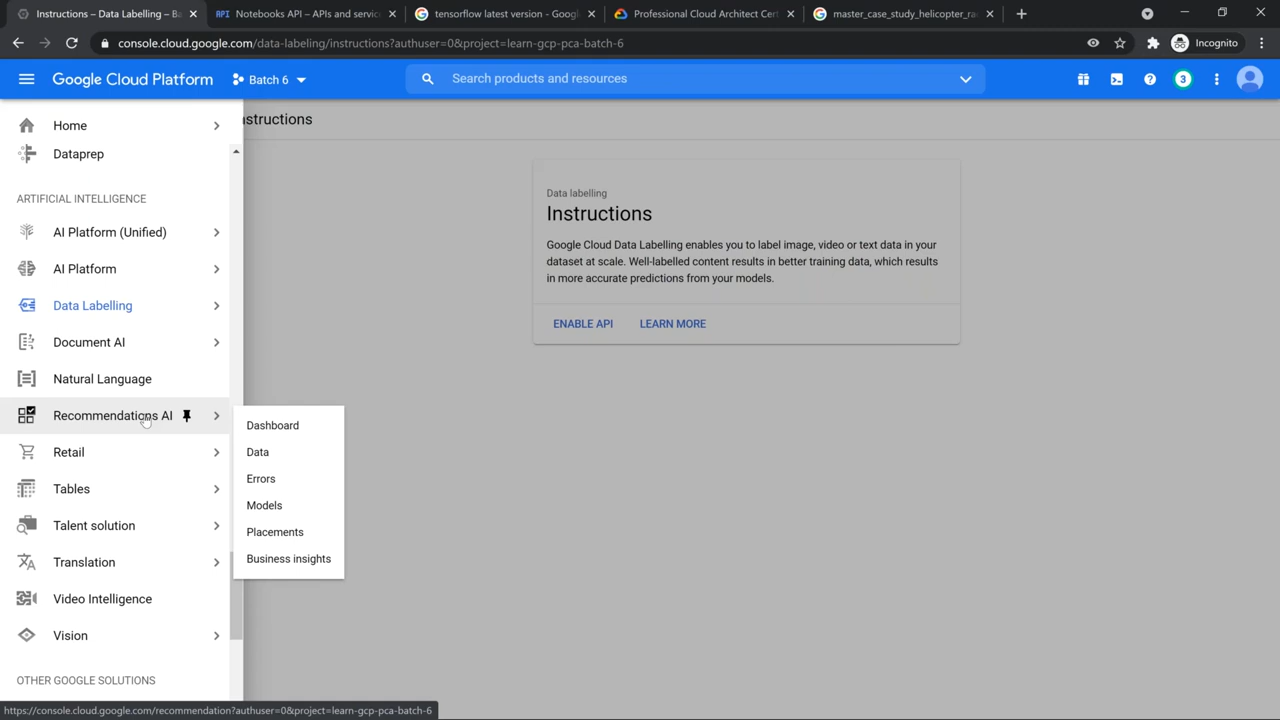 Instructions – Data Labelling – Ba
API Notebooks API – APIs and servic
tensorflow latest version - Google
Professional Cloud Architect Cert
master_case_study_helicopter_rac
console.cloud.google.com/data-labeling/instructions?authuser=0&project=learn-gcp-pca-batch-6
Incognito
Google Cloud Platform
Batch 6
Search products and resources
3
Home
Instructions
Dataprep
ARTIFICIAL INTELLIGENCE
AI Platform (Unified)
AI Platform
Data Labelling
Document AI
Natural Language
Recommendations AI
Retail
Tables
Talent solution
Translation
Video Intelligence
Vision
OTHER GOOGLE SOLUTIONS
Dashboard
Data
Errors
Models
Placements
Business insights
Data labelling
Instructions
Google Cloud Data Labelling enables you to label image, video or text data in your
dataset at scale. Well-labelled content results in better training data, which results
in more accurate predictions from your models.
ENABLE API
LEARN MORE
https://console.cloud.google.com/recommendation?authuser=0&project=learn-gcp-pca-batch-6